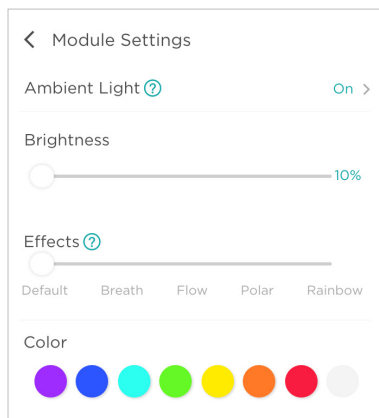 Module Settings
Ambient Light ? On
Brightness
10%
Effects ?
Default Breath Flow Polar Rainbow
Color